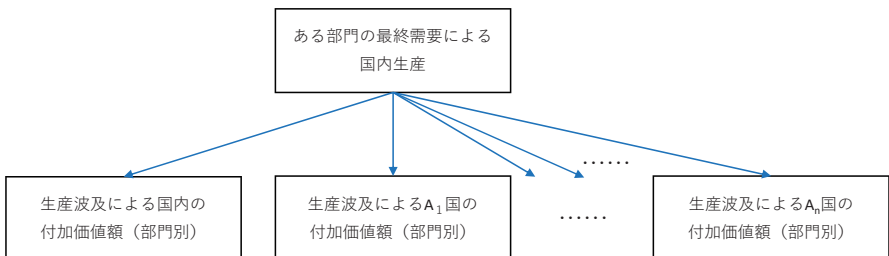 ある部門の最終需要による
国内生産
……
生産波及による国内の
付加価値額（部門別）
生産波及によるA₁国の
付加価値額（部門別）
……
生産波及によるAₙ国の
付加価値額（部門別）